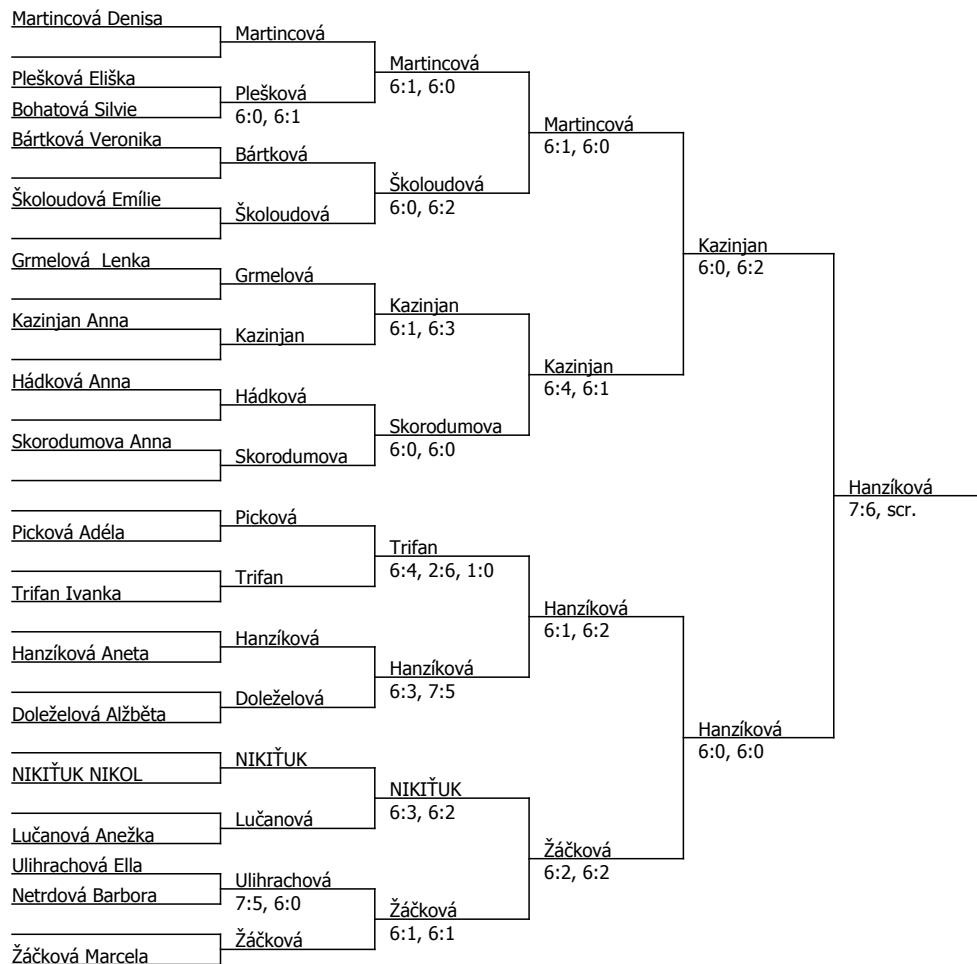 Martincová Denisa
Martincová
Martincová
6:1, 6:0
Plešková Eliška
Plešková
6:0, 6:1
Bohatová Silvie
Martincová
6:1, 6:0
Bártková Veronika
Bártková
Školoudová
6:0, 6:2
Školoudová Emílie
Školoudová
Kazinjan
6:0, 6:2
Grmelová Lenka
Grmelová
Kazinjan
6:1, 6:3
Kazinjan Anna
Kazinjan
Kazinjan
6:4, 6:1
Hádková Anna
Hádková
Skorodumova
6:0, 6:0
Skorodumova Anna
Skorodumova
Hanzíková
7:6, scr.
Picková
Picková Adéla
Trifan
6:4, 2:6, 1:0
Trifan
Trifan Ivanka
Hanzíková
6:1, 6:2
Hanzíková
Hanzíková Aneta
Hanzíková
6:3, 7:5
Doleželová
Doleželová Alžběta
Hanzíková
6:0, 6:0
NIKIŤUK
NIKIŤUK NIKOL
NIKIŤUK
6:3, 6:2
Lučanová
Lučanová Anežka
Žáčková
6:2, 6:2
Ulihrachová Ella
Ulihrachová
7:5, 6:0
Netrdová Barbora
Žáčková
6:1, 6:1
Žáčková
Žáčková Marcela